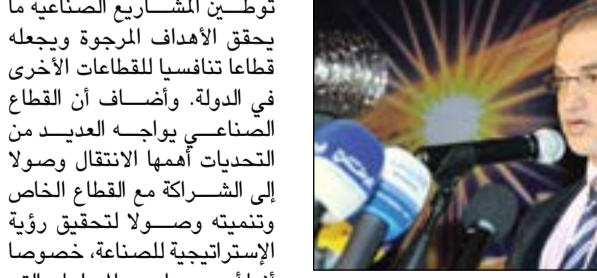 توطين المشاريع الصناعية ما
يحقق الأهداف المرجوة ويجعله
قطاعا تنافسيا للقطاعات الأخرى
في الدولة. وأضاف أن القطاع
الصناعي يواجه العديد من
التحديات أهمها الانتقال وصولا
إلى الشراكة مع القطاع الخاص
وتنميته وصولا لتحقيق رؤية
الإستراتيجية للصناعة، خصوصا